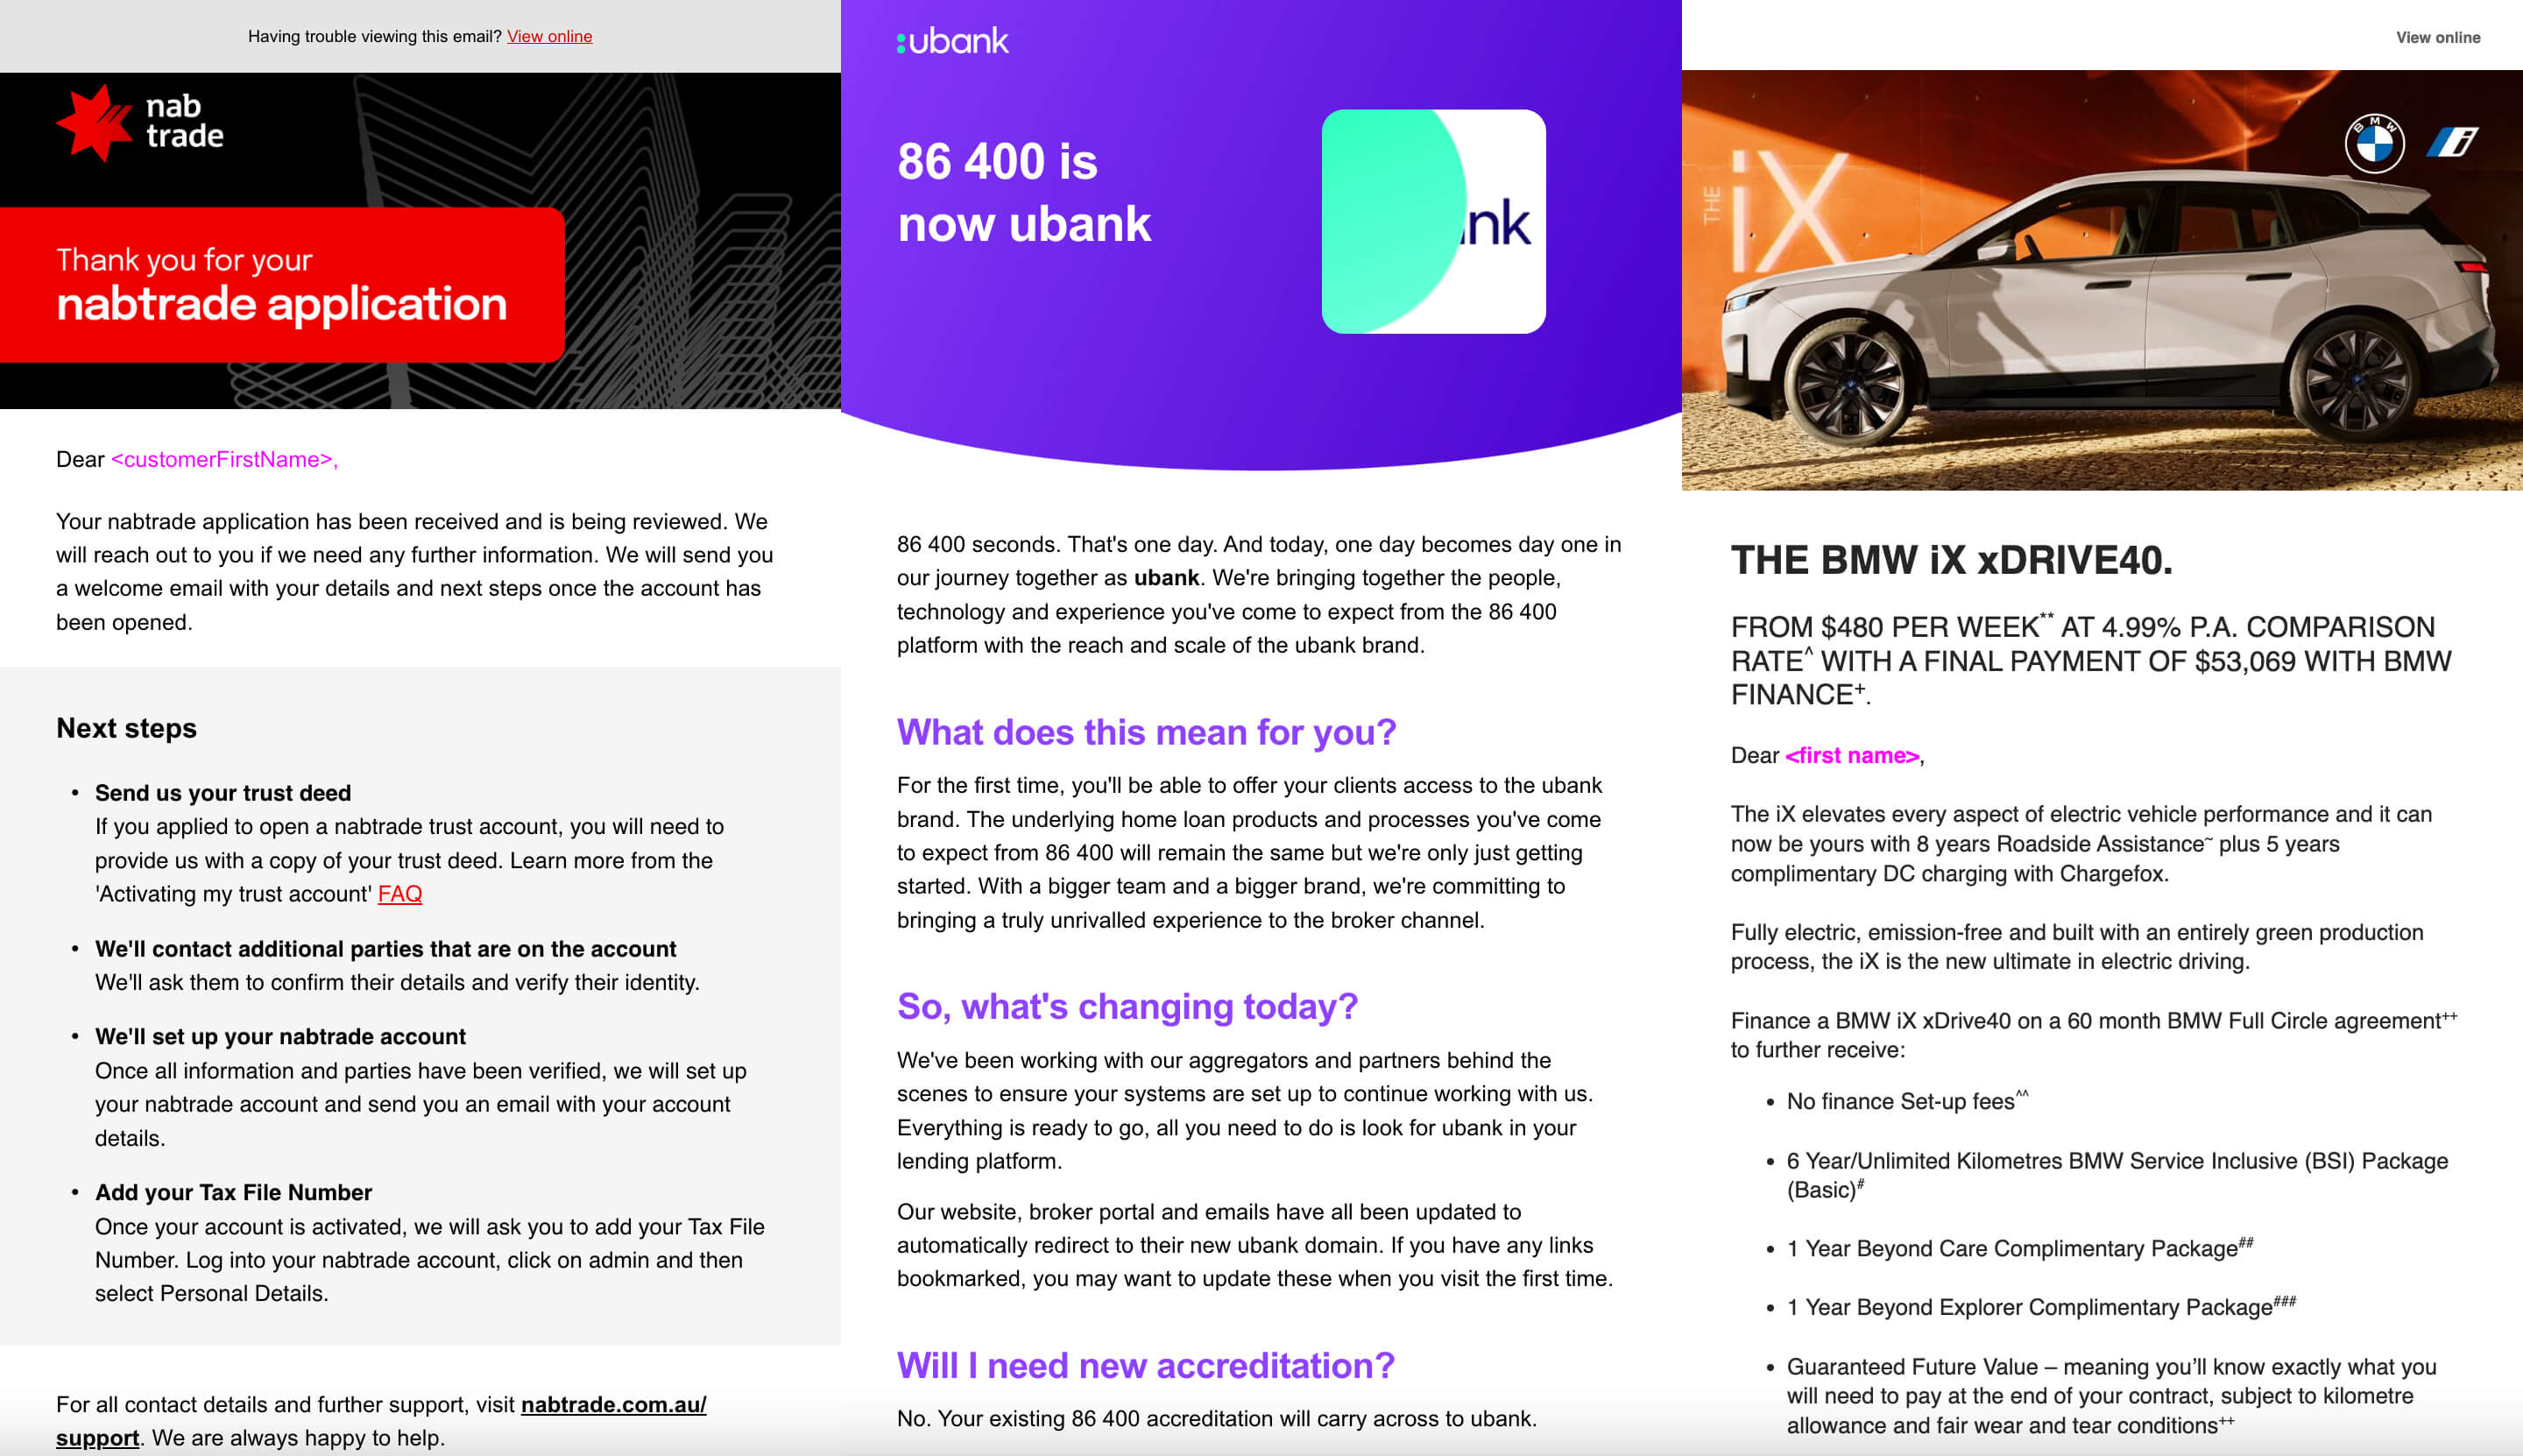 Having trouble viewing this email? View online
nab
trade
Thank you for your
nabtrade application
Dear <customerFirstName>,
Your nabtrade application has been received and is being reviewed. We
will reach out to you if we need any further information. We will send you
a welcome email with your details and next steps once the account has
been opened.
Next steps
• Send us your trust deed
If you applied to open a nabtrade trust account, you will need to
provide us with a copy of your trust deed. Learn more from the
'Activating my trust account' FAQ
• We'll contact additional parties that are on the account
We'll ask them to confirm their details and verify their identity.
• We'll set up your nabtrade account
Once all information and parties have been verified, we will set up
your nabtrade account and send you an email with your account
details.
• Add your Tax File Number
Once your account is activated, we will ask you to add your Tax File
Number. Log into your nabtrade account, click on admin and then
select Personal Details.
For all contact details and further support, visit nabtrade.com.au/
support. We are always happy to help.
:ubank
86 400 is
now ubank
nk
86 400 seconds. That's one day. And today, one day becomes day one in
our journey together as ubank. We're bringing together the people,
technology and experience you've come to expect from the 86 400
platform with the reach and scale of the ubank brand.
What does this mean for you?
For the first time, you'll be able to offer your clients access to the ubank
brand. The underlying home loan products and processes you've come
to expect from 86 400 will remain the same but we're only just getting
started. With a bigger team and a bigger brand, we're committing to
bringing a truly unrivalled experience to the broker channel.
So, what's changing today?
We've been working with our aggregators and partners behind the
scenes to ensure your systems are set up to continue working with us.
Everything is ready to go, all you need to do is look for ubank in your
lending platform.
Our website, broker portal and emails have all been updated to
automatically redirect to their new ubank domain. If you have any links
bookmarked, you may want to update these when you visit the first time.
Will I need new accreditation?
No. Your existing 86 400 accreditation will carry across to ubank.
View online
THE iX
BMW
i
THE BMW iX xDRIVE40.
FROM $480 PER WEEK** AT 4.99% P.A. COMPARISON
RATE^ WITH A FINAL PAYMENT OF $53,069 WITH BMW
FINANCE+.
Dear <first name>,
The iX elevates every aspect of electric vehicle performance and it can
now be yours with 8 years Roadside Assistance~ plus 5 years
complimentary DC charging with Chargefox.
Fully electric, emission-free and built with an entirely green production
process, the iX is the new ultimate in electric driving.
Finance a BMW iX xDrive40 on a 60 month BMW Full Circle agreement++
to further receive:
• No finance Set-up fees^^
• 6 Year/Unlimited Kilometres BMW Service Inclusive (BSI) Package
(Basic)#
• 1 Year Beyond Care Complimentary Package##
• 1 Year Beyond Explorer Complimentary Package###
• Guaranteed Future Value – meaning you’ll know exactly what you
will need to pay at the end of your contract, subject to kilometre
allowance and fair wear and tear conditions++